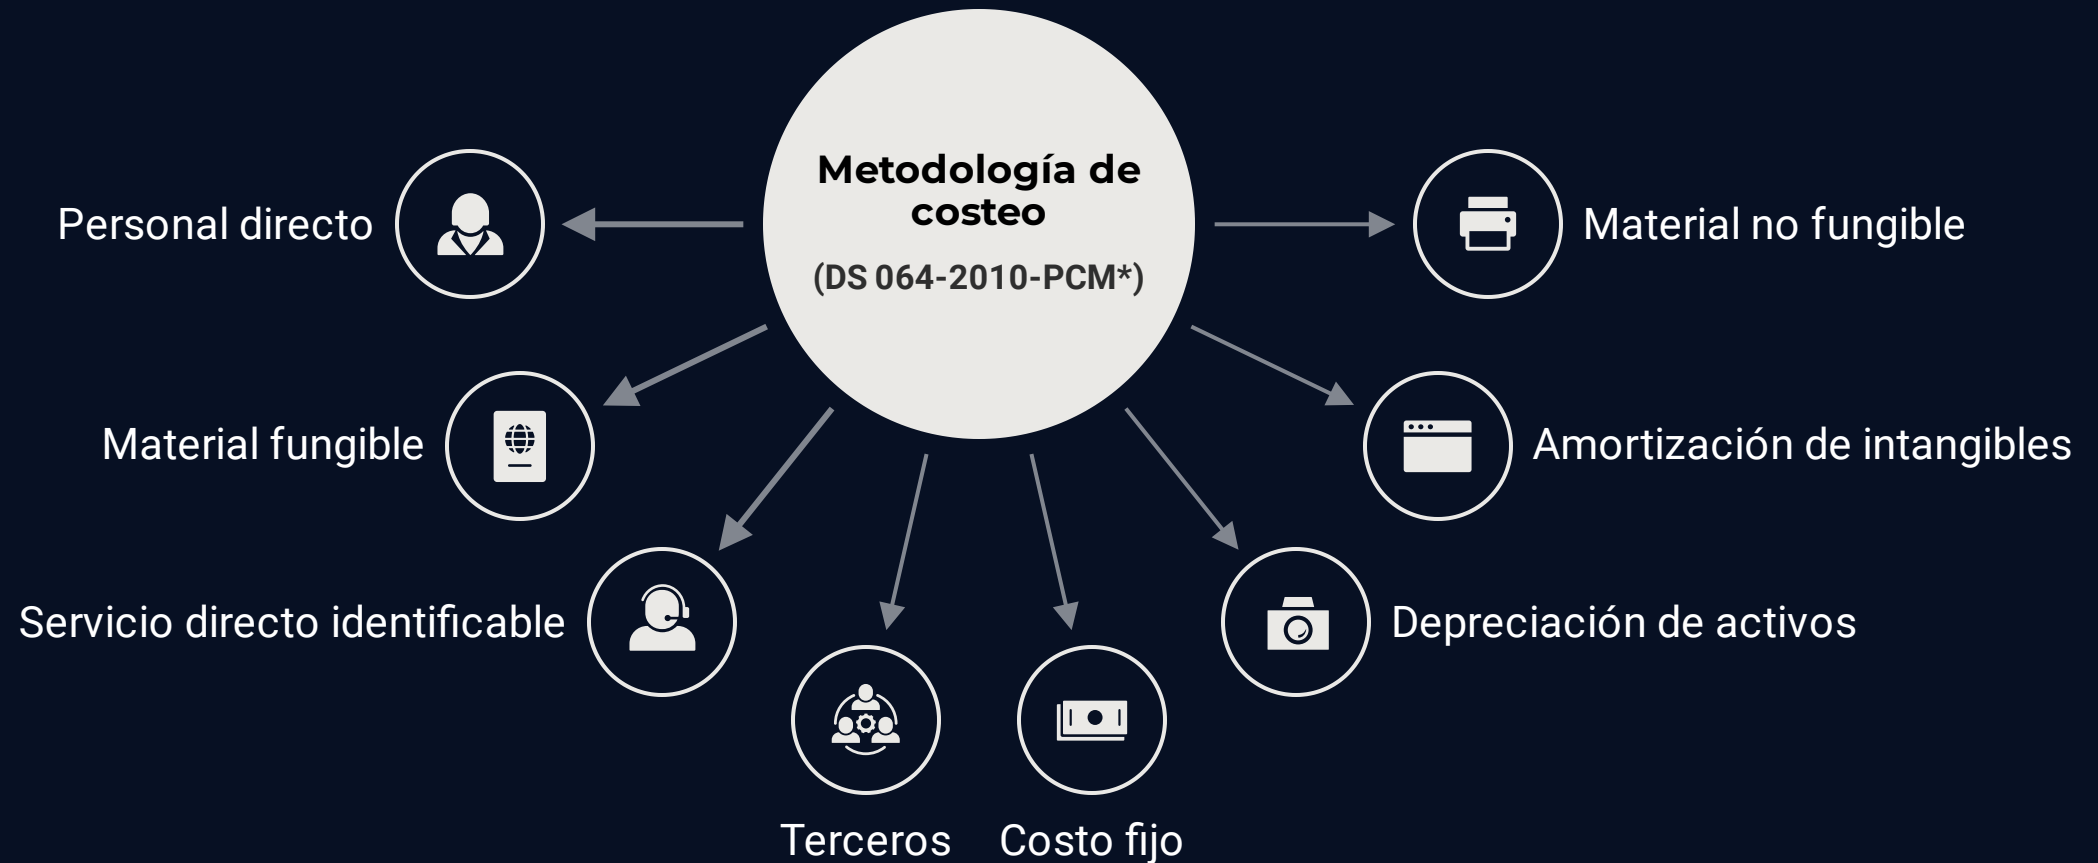 Metodología de
costeo
(DS 064-2010-PCM*)
Personal directo
Material no fungible
Material fungible
Amortización de intangibles
Servicio directo identificable
Depreciación de activos
Terceros
Costo fijo